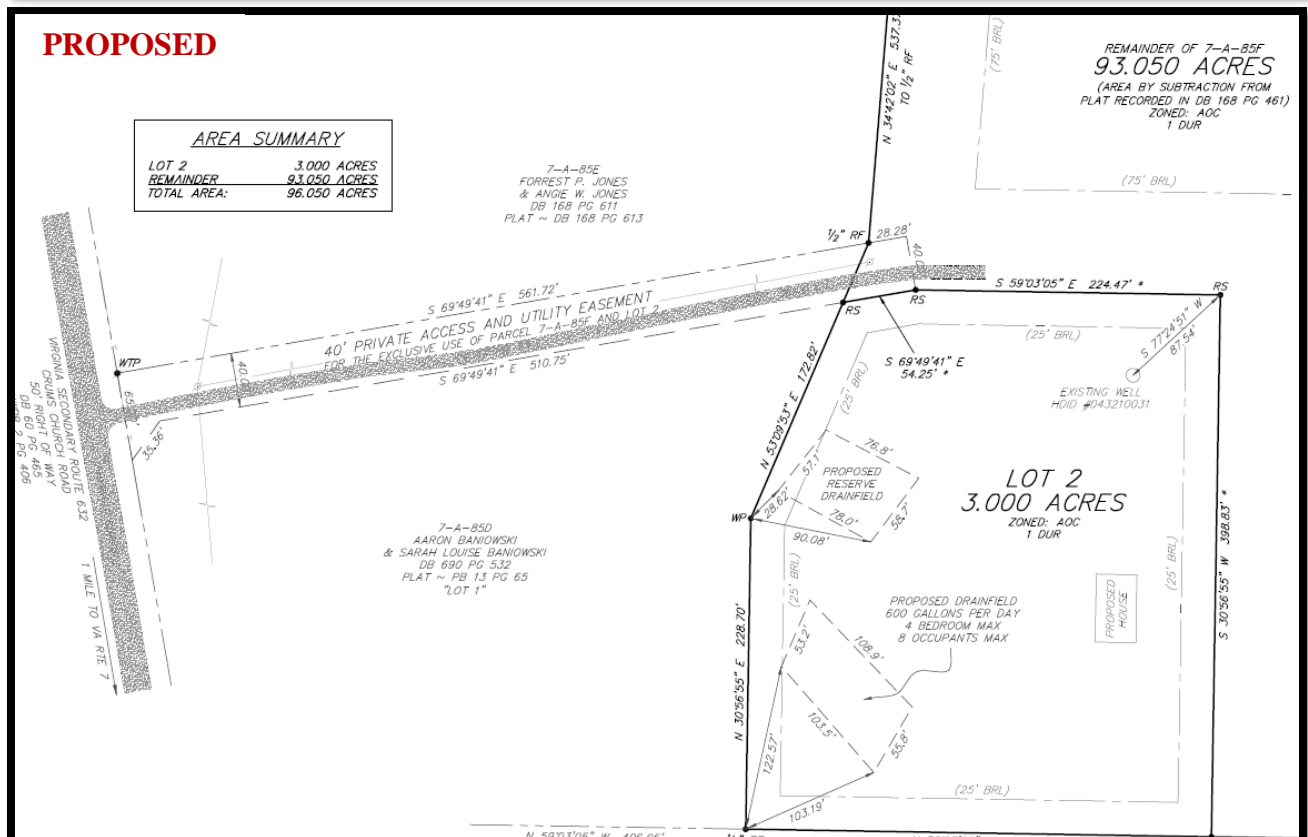 PROPOSED
AREA SUMMARY
LOT 2 3.000 ACRES
REMAINDER 93.050 ACRES
TOTAL AREA: 96.050 ACRES
7-A-85E
FORREST P. JONES
& ANGIE W. JONES
DB 168 PG 611
PLAT ~ DB 168 PG 613
N 34°42'02" E 537.3
TO 1/2" RF
(75' BRL)
REMAINDER OF 7-A-85F
93.050 ACRES
(AREA BY SUBTRACTION FROM
PLAT RECORDED IN DB 168 PG 461)
ZONED: AOC
1 DUR
(75' BRL)
1/2" RF
28.28'
S 69°49'41" E 561.72'
40' PRIVATE ACCESS AND UTILITY EASEMENT
FOR THE EXCLUSIVE USE OF PARCEL 7-A-85F AND LOT 2
S 69°49'41" E 510.75'
WTP
35.36'
VIRGINIA SECONDARY ROUTE 632
CRUMS CHURCH ROAD
50' RIGHT OF WAY
DB 60 PG 465
2 PG 406
1 MILE TO VA RTE 7
7-A-85D
AARON BANIOWSKI
& SARAH LOUISE BANIOWSKI
DB 690 PG 532
PLAT ~ PB 13 PG 65
"LOT 1"
RS
RS
S 59°03'05" E 224.47' *
RS
S 69°49'41" E
54.25' *
(25' BRL)
S 77°24'51" W
87.54'
EXISTING WELL
HDID #043210031
N 53°09'53" E 172.82'
(25' BRL)
76.8'
57.1'
PROPOSED
RESERVE
DRAINFIELD
28.62'
78.0'
58.7'
WP
90.08'
LOT 2
3.000 ACRES
ZONED: AOC
1 DUR
S 30°56'55" W 398.83' *
(25' BRL)
(25' BRL)
PROPOSED DRAINFIELD
600 GALLONS PER DAY
4 BEDROOM MAX
8 OCCUPANTS MAX
PROPOSED
HOUSE
N 30°56'55" E 228.70'
53.2'
108.9'
103.5'
55.8'
122.57'
103.19'
(25' BRL)
N 59°03'05" W 406.06'